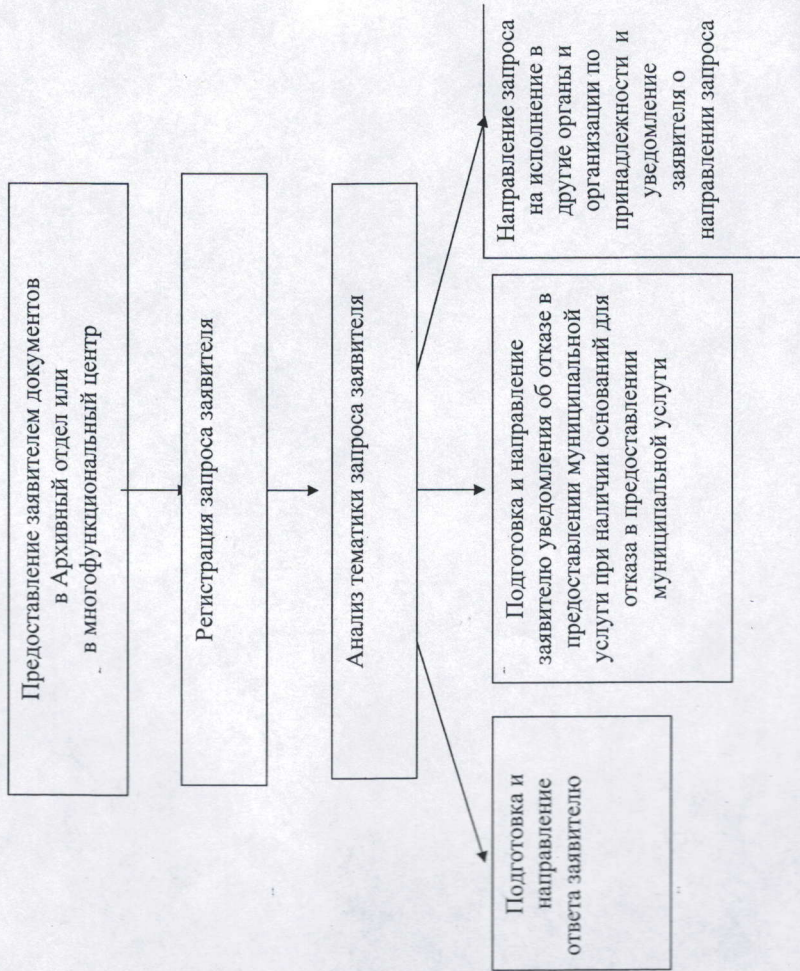 Предоставление заявителем документов
в Архивный отдел или
в многофункциональный центр
Регистрация запроса заявителя
Анализ тематики запроса заявителя
Подготовка и
направление
ответа заявителю
Подготовка и направление
заявителю уведомления об отказе в
предоставлении муниципальной
услуги при наличии оснований для
отказа в предоставлении
муниципальной услуги
Направление запроса
на исполнение в
другие органы и
организации по
принадлежности и
уведомление
заявителя о
направлении запроса